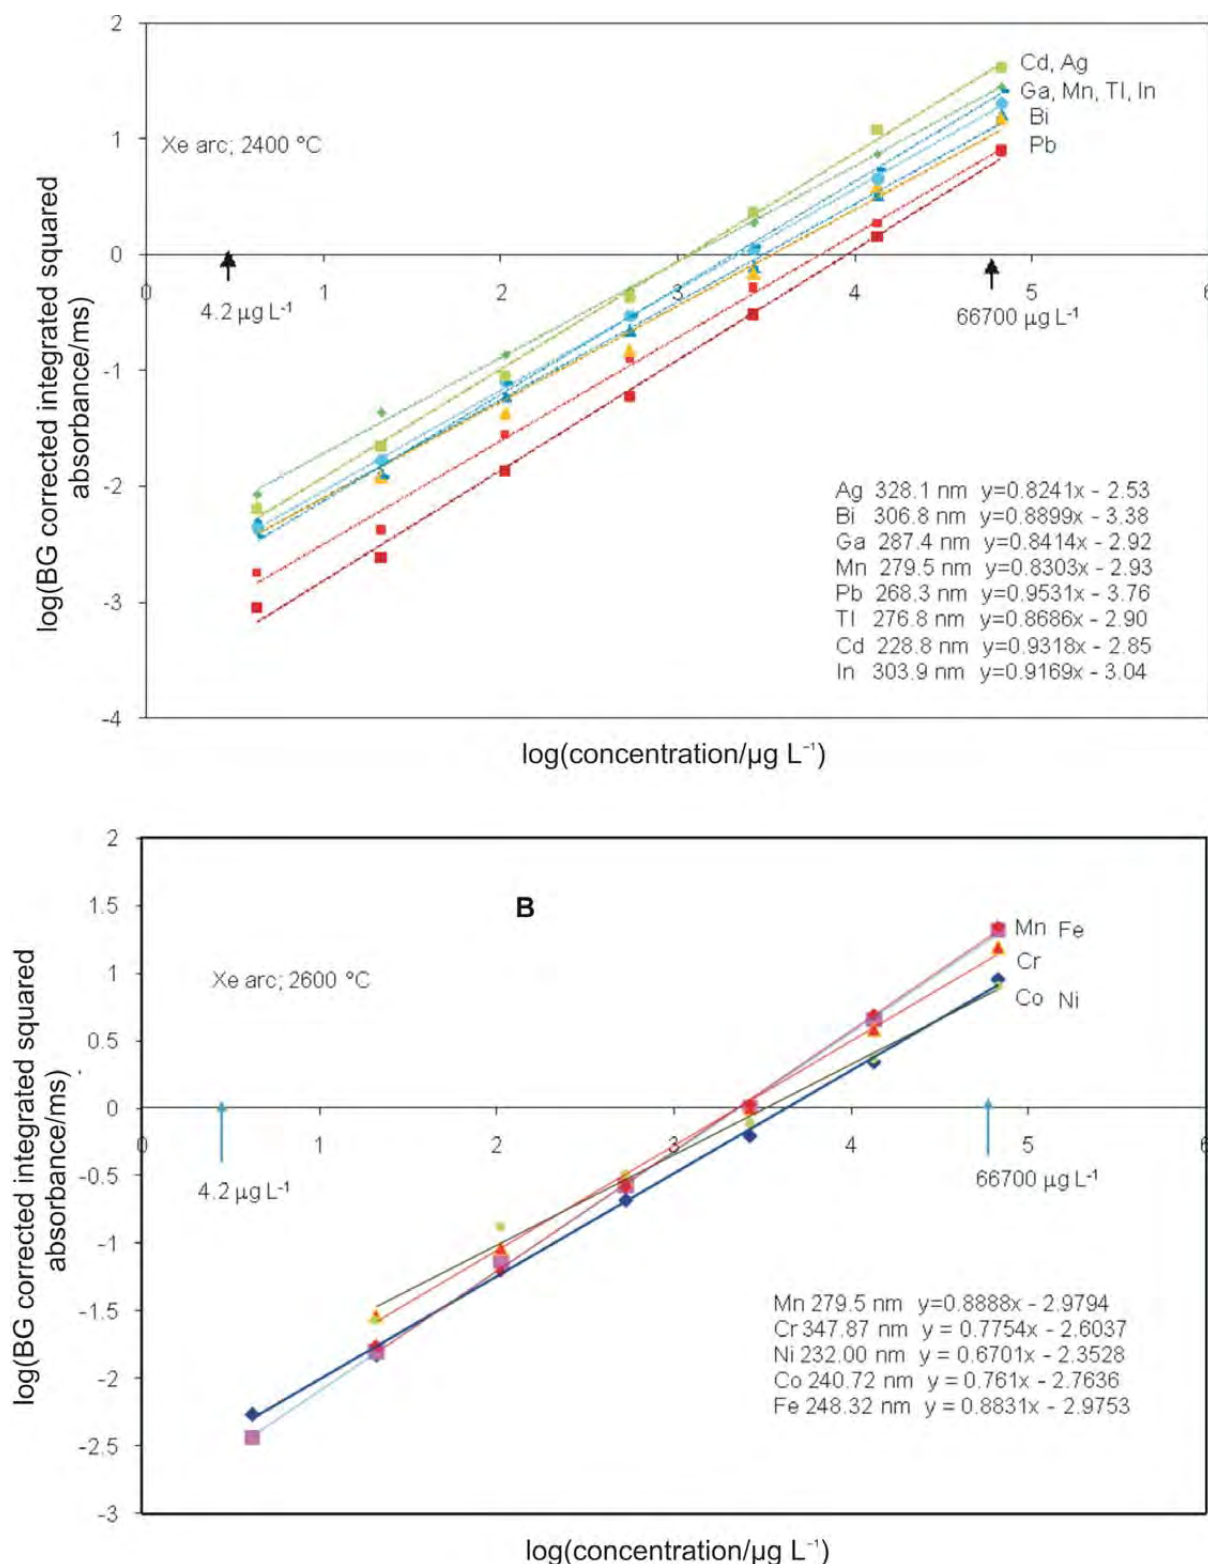 2
Cd, Ag
Ga, Mn, Tl, In
1
Bi
Xe arc; 2400 °C
Pb
log(BG corrected integrated squared
absorbance/ms)
0
0 1 2 3 4 5 6
4.2 µg L⁻¹
66700 µg L⁻¹
-1
-2
Ag 328.1 nm y=0.8241x - 2.53
Bi 306.8 nm y=0.8899x - 3.38
Ga 287.4 nm y=0.8414x - 2.92
Mn 279.5 nm y=0.8303x - 2.93
-3
Pb 268.3 nm y=0.9531x - 3.76
Tl 276.8 nm y=0.8686x - 2.90
Cd 228.8 nm y=0.9318x - 2.85
In 303.9 nm y=0.9169x - 3.04
-4
log(concentration/µg L⁻¹)
2
1.5
B
Mn Fe
Xe arc; 2600 °C
Cr
1
Co Ni
0.5
log(BG corrected integrated squared
absorbance/ms)
0
0 1 2 3 4 5 6
4.2 µg L⁻¹
66700 µg L⁻¹
-0.5
-1
-1.5
Mn 279.5 nm y=0.8888x - 2.9794
Cr 347.87 nm y = 0.7754x - 2.6037
Ni 232.00 nm y = 0.6701x - 2.3528
-2
Co 240.72 nm y = 0.761x - 2.7636
Fe 248.32 nm y = 0.8831x - 2.9753
-2.5
-3
log(concentration/µg L⁻¹)